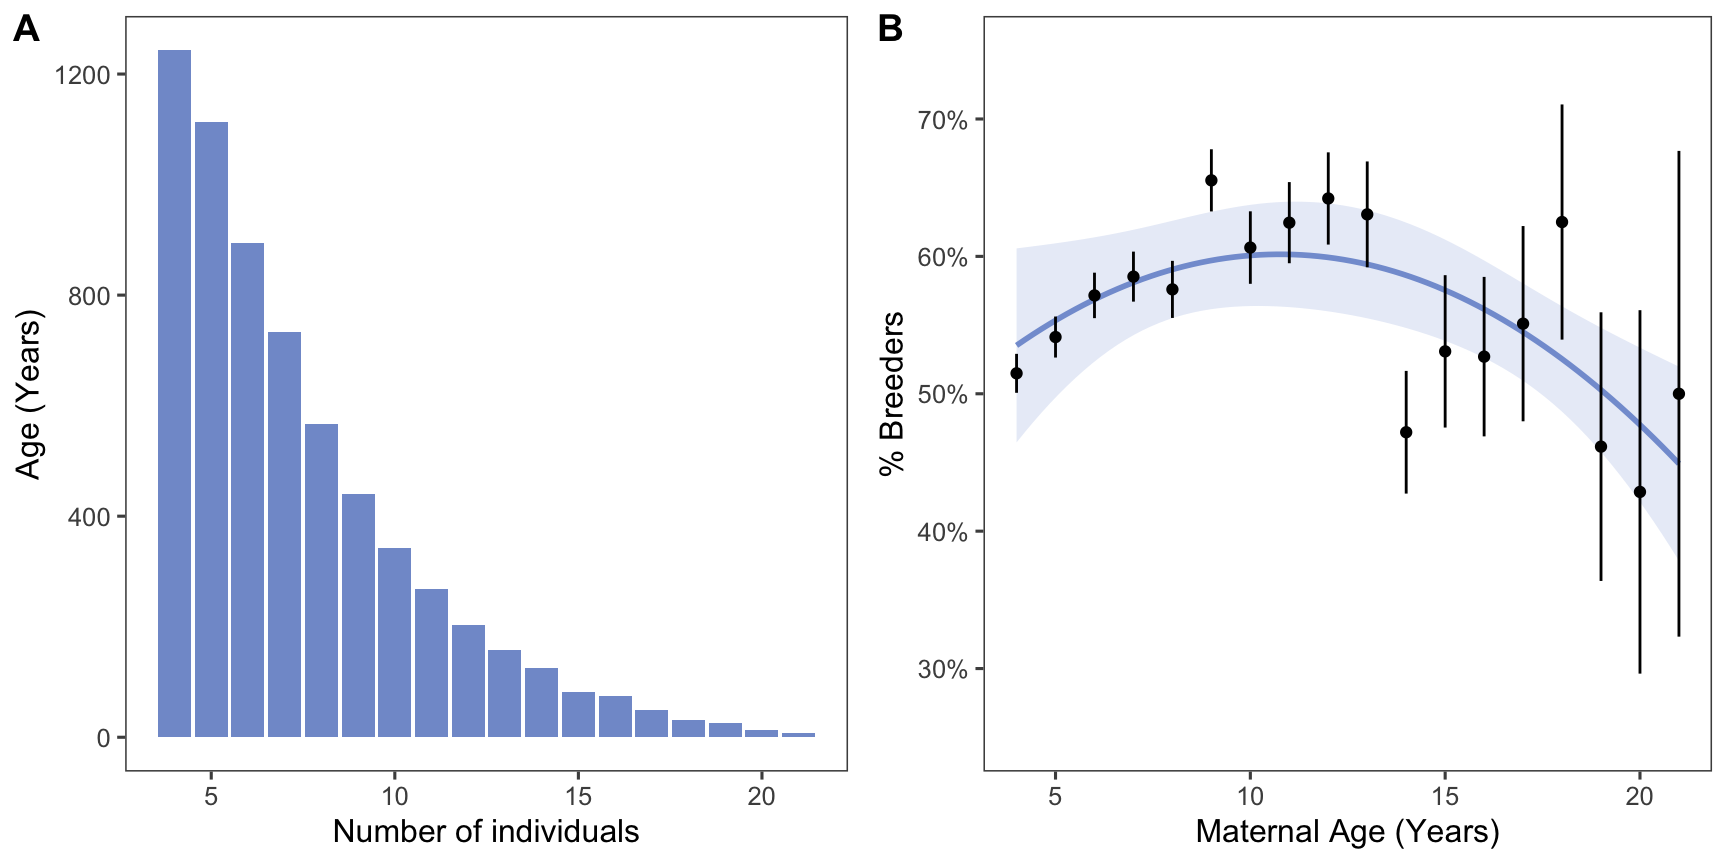 A
B
1200
800
400
0
Age (Years)
5 10 15 20
Number of individuals
70%
60%
50%
40%
30%
% Breeders
5 10 15 20
Maternal Age (Years)